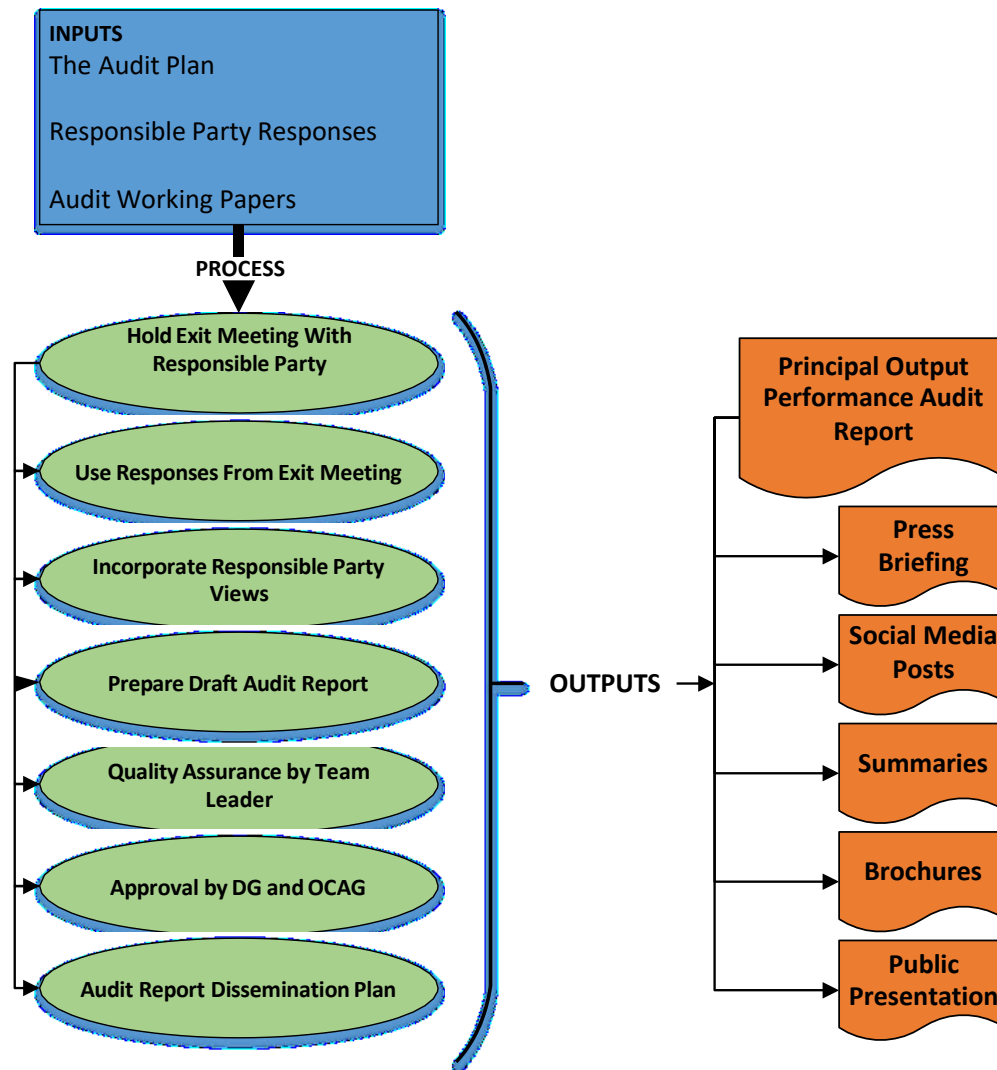 INPUTS
The Audit Plan
Responsible Party Responses
Audit Working Papers
PROCESS
Hold Exit Meeting With
Responsible Party
Use Responses From Exit Meeting
Incorporate Responsible Party
Views
Prepare Draft Audit Report
Quality Assurance by Team
Leader
Approval by DG and OCAG
Audit Report Dissemination Plan
OUTPUTS
Principal Output
Performance Audit
Report
Press
Briefing
Social Media
Posts
Summaries
Brochures
Public
Presentation